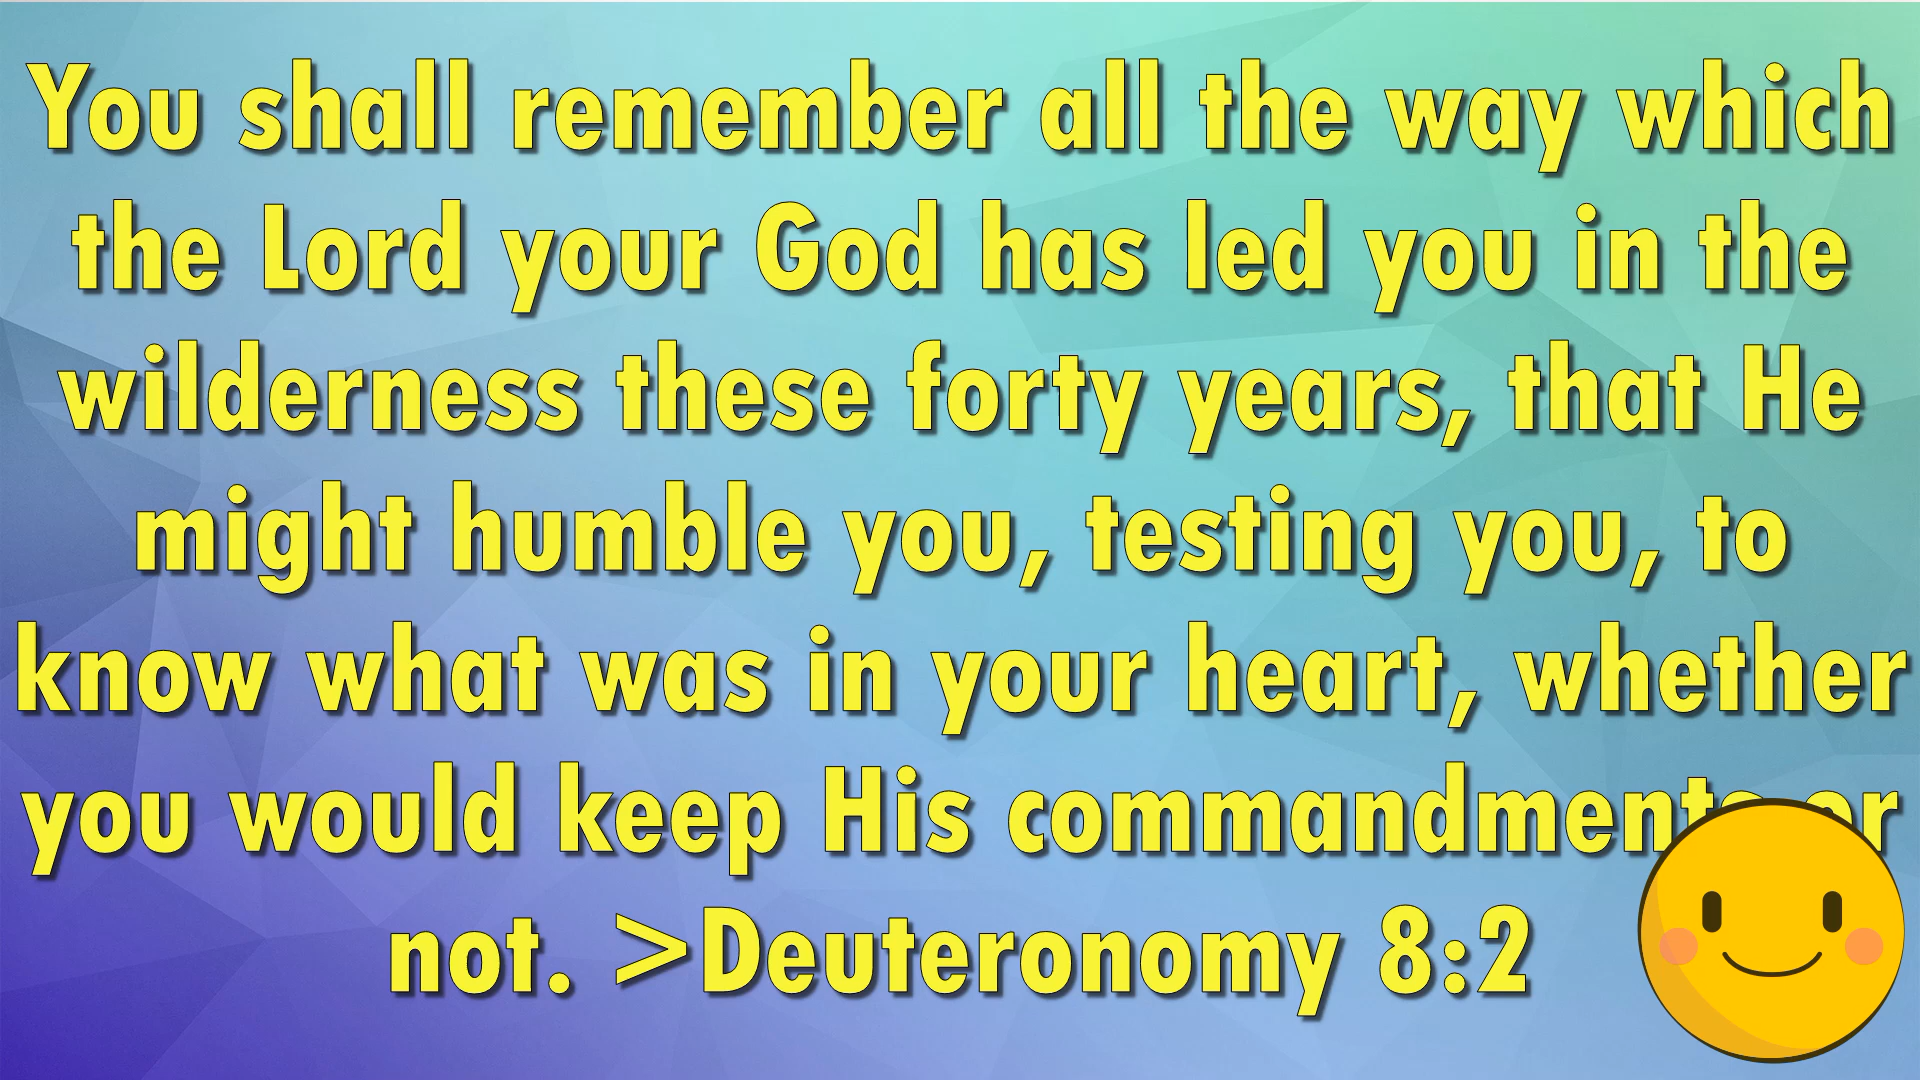 You shall remember all the way which
the Lord your God has led you in the
wilderness these forty years, that He
might humble you, testing you, to
know what was in your heart, whether
you would keep His commandments or
not. >Deuteronomy 8:2